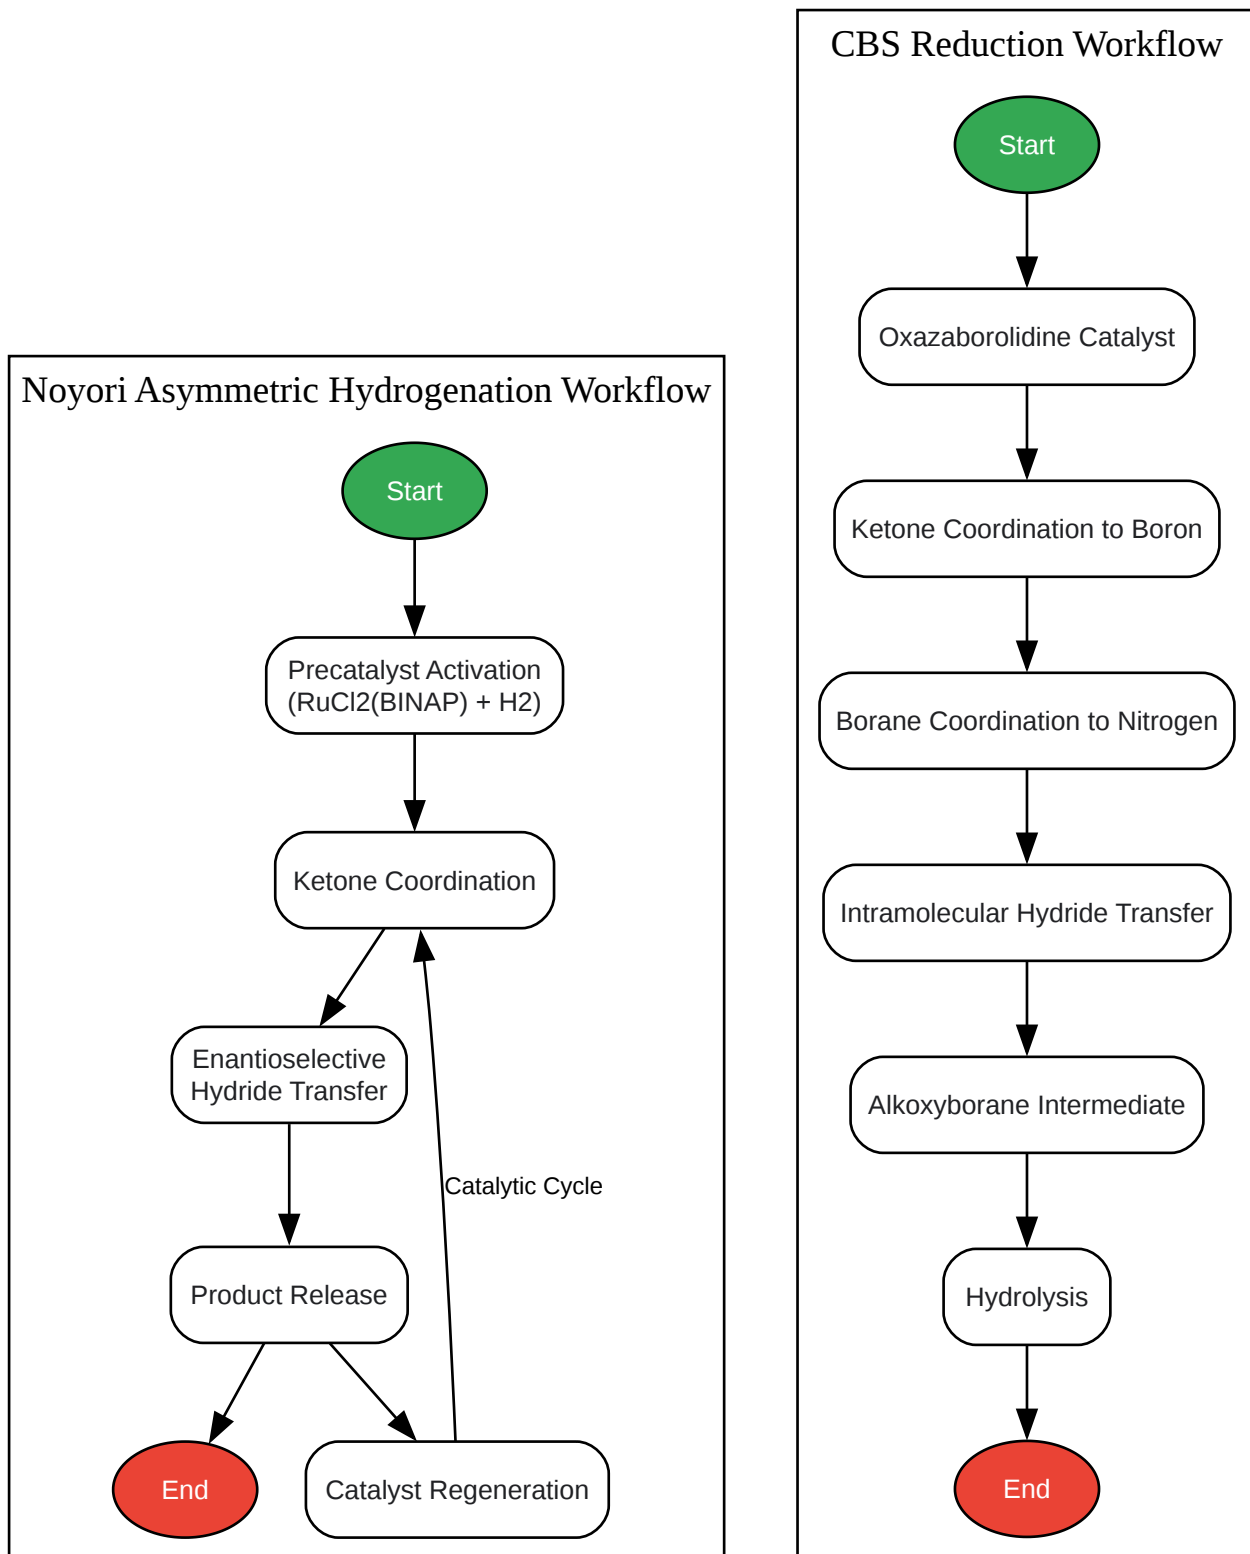 Noyori Asymmetric Hydrogenation Workflow
Start
Precatalyst Activation
(RuCl2(BINAP) + H2)
Ketone Coordination
Enantioselective
Hydride Transfer
Catalytic Cycle
Product Release
End
Catalyst Regeneration
CBS Reduction Workflow
Start
Oxazaborolidine Catalyst
Ketone Coordination to Boron
Borane Coordination to Nitrogen
Intramolecular Hydride Transfer
Alkoxyborane Intermediate
Hydrolysis
End